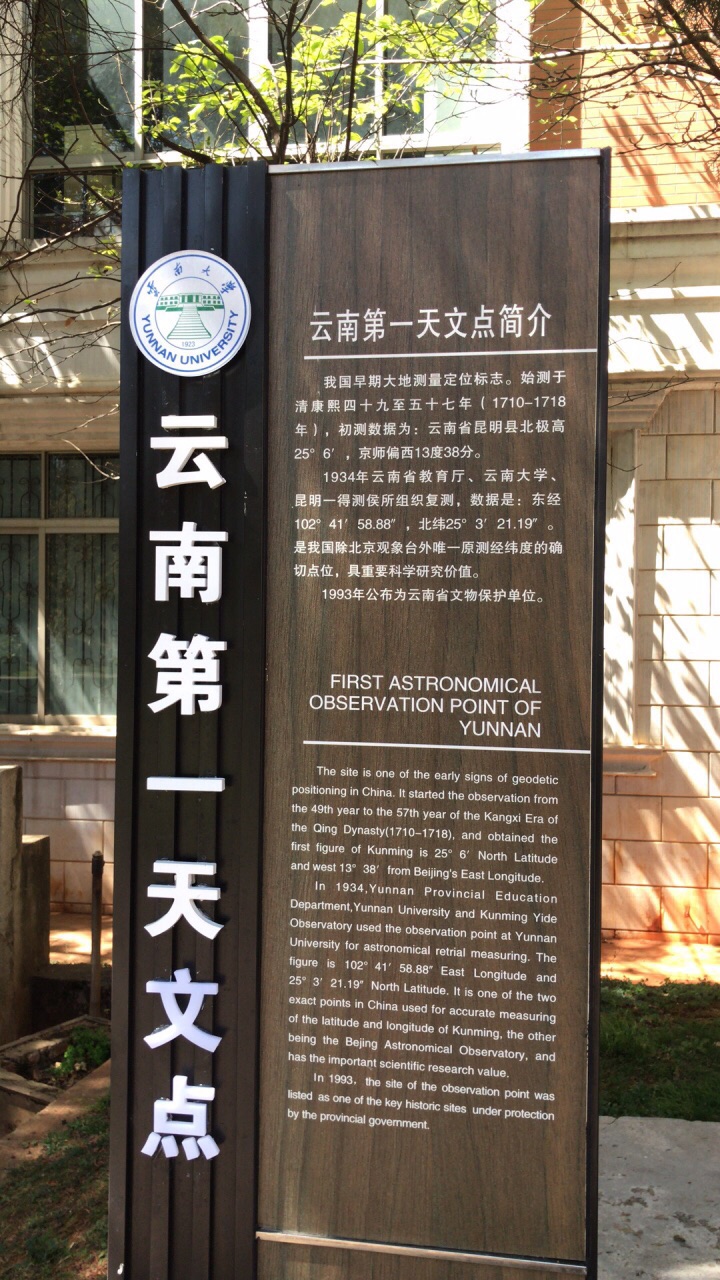 雲南大学
1923
YUNNAN UNIVERSITY
云南第一天文点
云南第一天文点简介
我国早期大地测量定位标志。始测于
清康熙四十九至五十七年（1710-1718
年），初测数据为：云南省昆明县北极高
25° 6′，京师偏西13度38分。
1934年云南省教育厅、云南大学、
昆明一得测侯所组织复测，数据是：东经
102° 41′ 58.88″，北纬25° 3′ 21.19″。
是我国除北京观象台外唯一原测经纬度的确
切点位，具重要科学研究价值。
1993年公布为云南省文物保护单位。
FIRST ASTRONOMICAL
OBSERVATION POINT OF
YUNNAN
The site is one of the early signs of geodetic
positioning in China. It started the observation from
the 49th year to the 57th year of the Kangxi Era of
the Qing Dynasty(1710-1718), and obtained the
first figure of Kunming is 25° 6′ North Latitude
and west 13° 38′ from Beijing's East Longitude.
In 1934,Yunnan Provincial Education
Department,Yunnan University and Kunming Yide
Observatory used the observation point at Yunnan
University for astronomical retrial measuring. The
figure is 102° 41′ 58.88″ East Longitude and
25° 3′ 21.19″ North Latitude. It is one of the two
exact points in China used for accurate measuring
of the latitude and longitude of Kunming, the other
being the Bejing Astronomical Observatory, and
has the important scientific research value.
In 1993, the site of the observation point was
listed as one of the key historic sites under protection
by the provincial government.